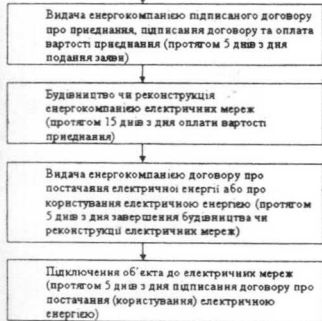 Видача енергокомпанією підписаного договору
про приєднання, підписання договору та оплата
вартості приєднання (протягом 5 днів з дня
подання заяви)
Будівництво чи реконструкція
енергокомпанією електричних мереж
(протягом 15 днів з дня оплати вартості
приєднання)
Видача енергокомпанією договору про
постачання електричної енергії або про
користування електричною енергією (протягом
5 днів з дня завершення будівництва чи
реконструкції електричних мереж)
Підключення об'єкта до електричних мереж
(протягом 5 днів з дня підписання договору про
постачання (користування) електричною
енергією)